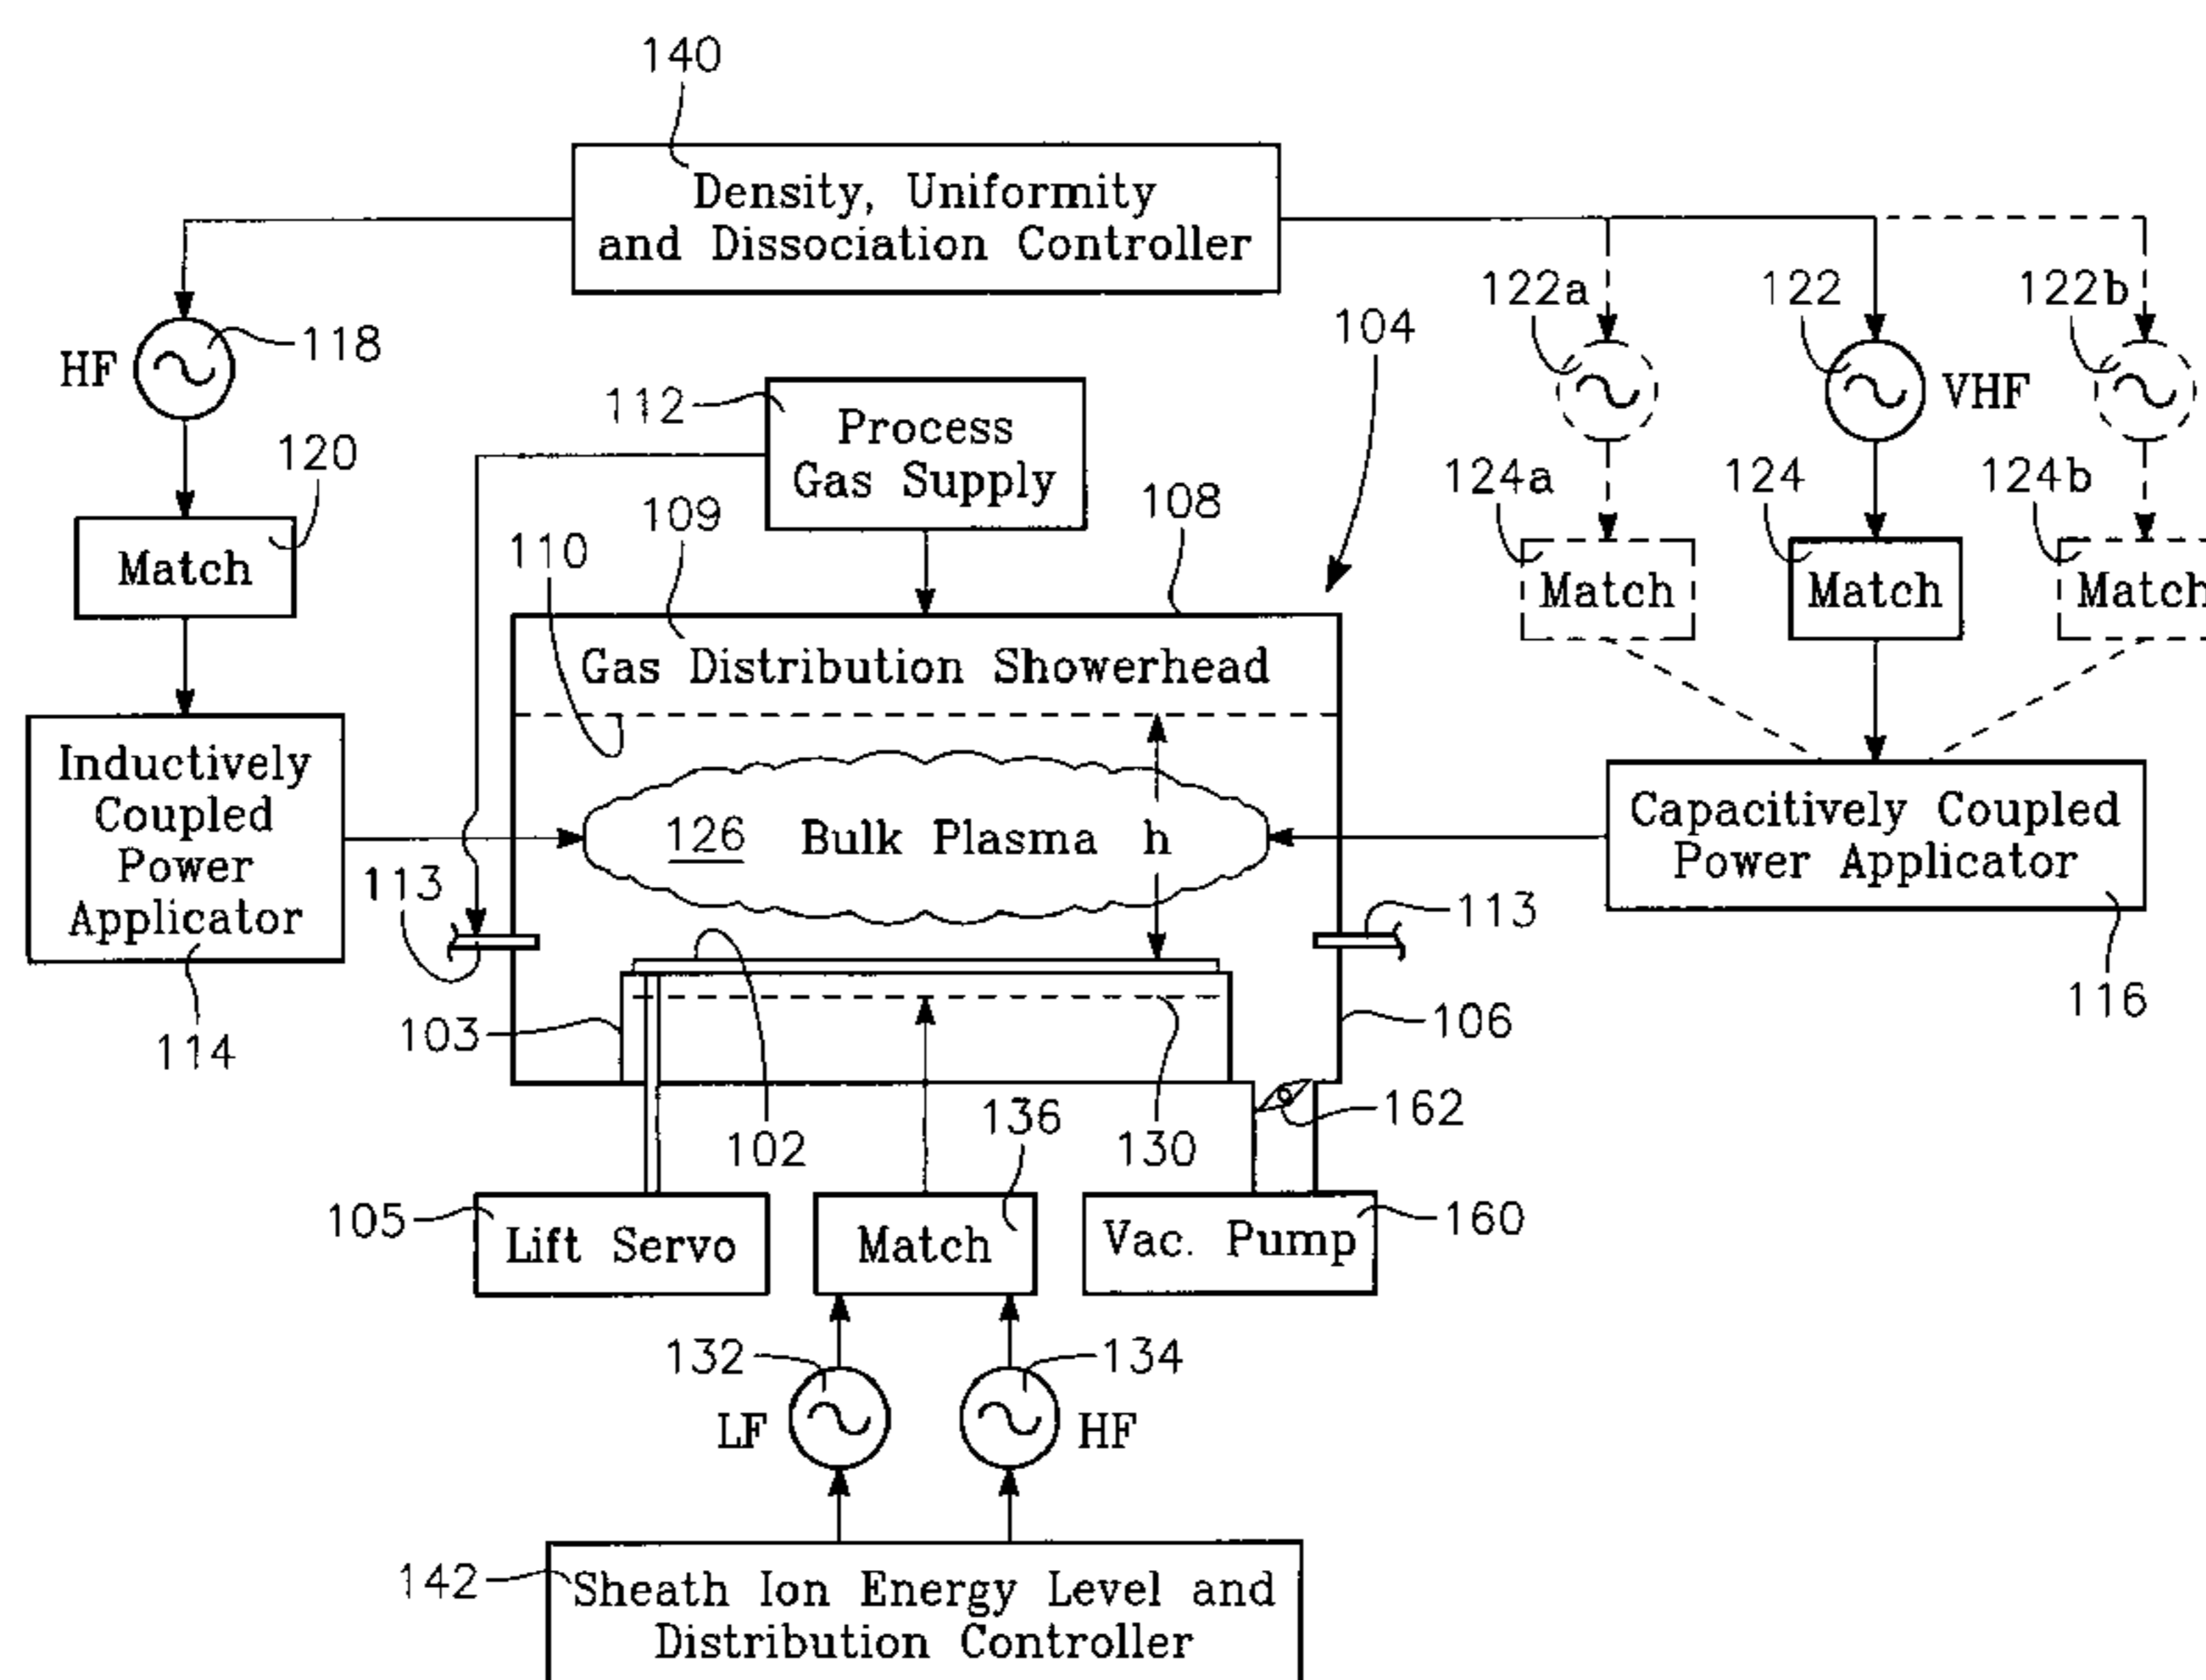 140
Density, Uniformity
and Dissociation Controller
122a
122
122b
104
118
HF
VHF
112
Process
Gas Supply
120
124a
124
124b
109
108
110
Match
Match
Match
Match
Gas Distribution Showerhead
Inductively
Coupled
Power
Applicator
126
Bulk Plasma
h
Capacitively Coupled
Power Applicator
113
113
114
103
106
116
102
136
130
162
105
Lift Servo
Match
Vac. Pump
160
132
134
LF
HF
142
Sheath Ion Energy Level and
Distribution Controller